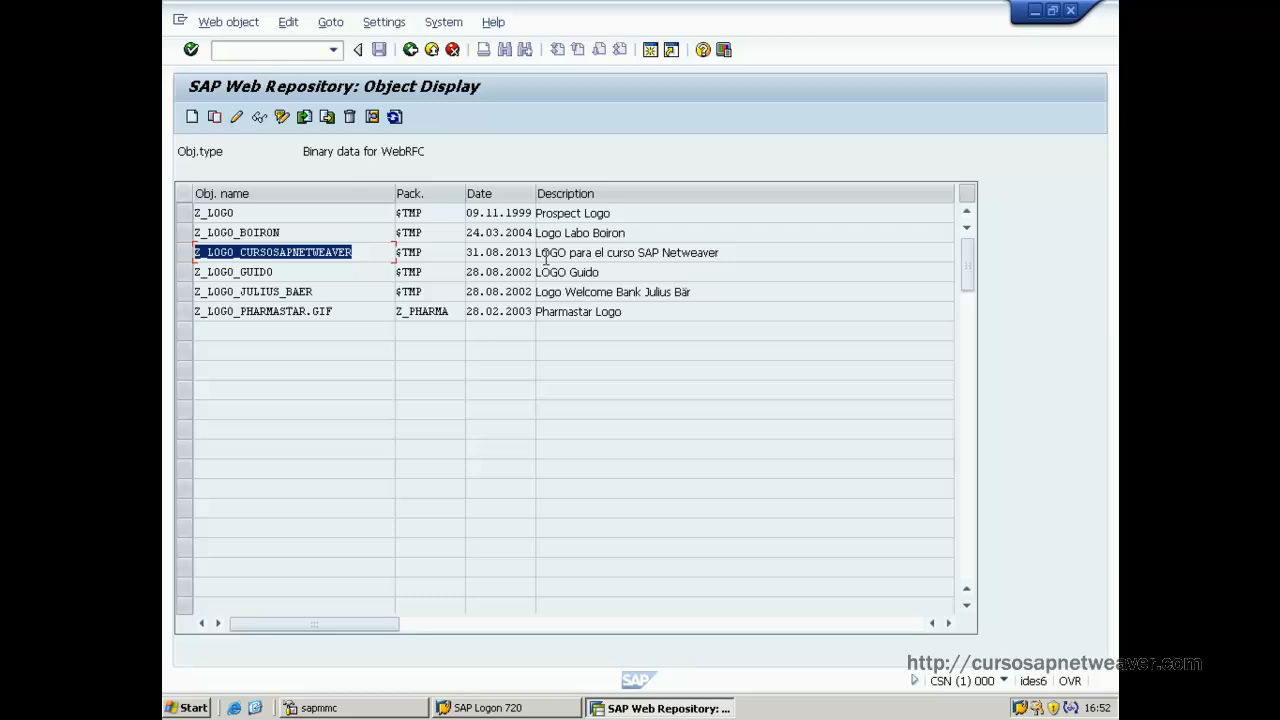 Web object Edit Goto Settings System Help
SAP Web Repository: Object Display
Obj.type Binary data for WebRFC
Obj. name Pack. Date Description
Z_LOGO $TMP 09.11.1999 Prospect Logo
Z_LOGO_BOIRON $TMP 24.03.2004 Logo Labo Boiron
Z_LOGO_CURSOSAPNETWEAVER $TMP 31.08.2013 LOGO para el curso SAP Netweaver
Z_LOGO_GUIDO $TMP 28.08.2002 LOGO Guido
Z_LOGO_JULIUS_BAER $TMP 28.08.2002 Logo Welcome Bank Julius Bär
Z_LOGO_PHARMASTAR.GIF Z_PHARMA 28.02.2003 Pharmastar Logo
http://cursosapnetweaver.com
SAP CSN (1) 000 ides6 OVR
Start sapmmc SAP Logon 720 SAP Web Repository: ... 16:52